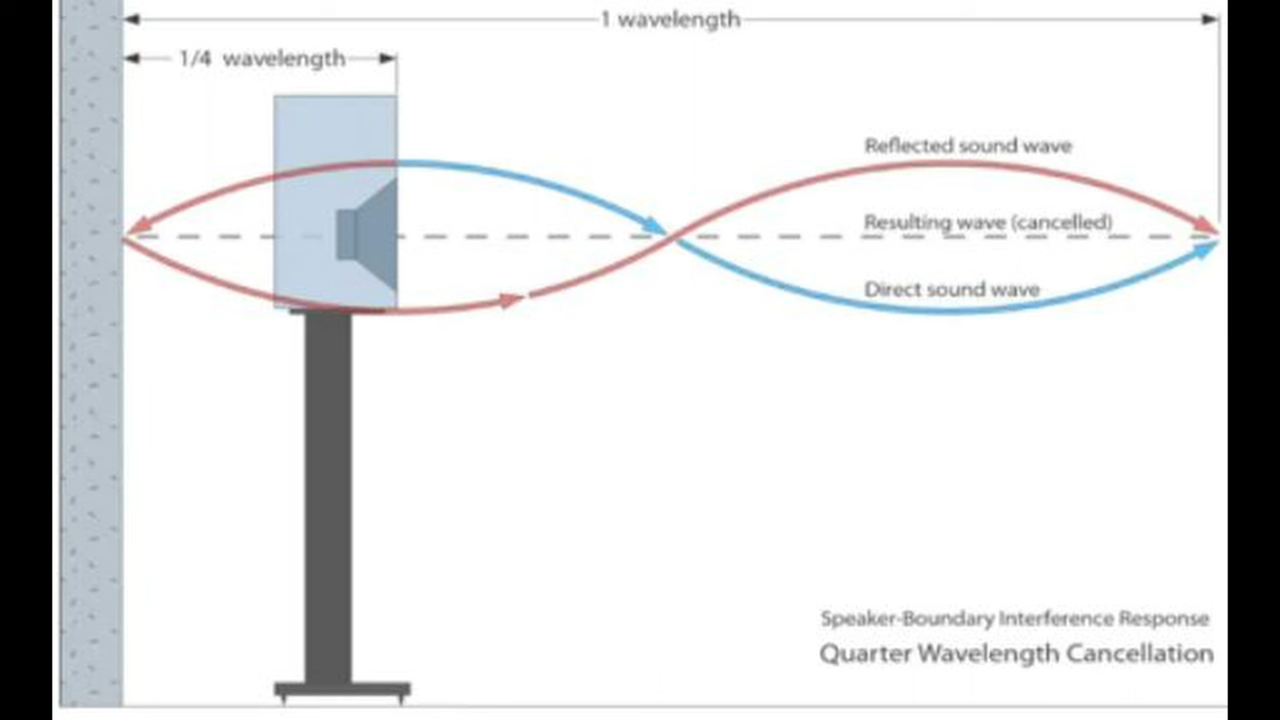 1 wavelength
1/4 wavelength
Reflected sound wave
Resulting wave (cancelled)
Direct sound wave
Speaker-Boundary Interference Response
Quarter Wavelength Cancellation